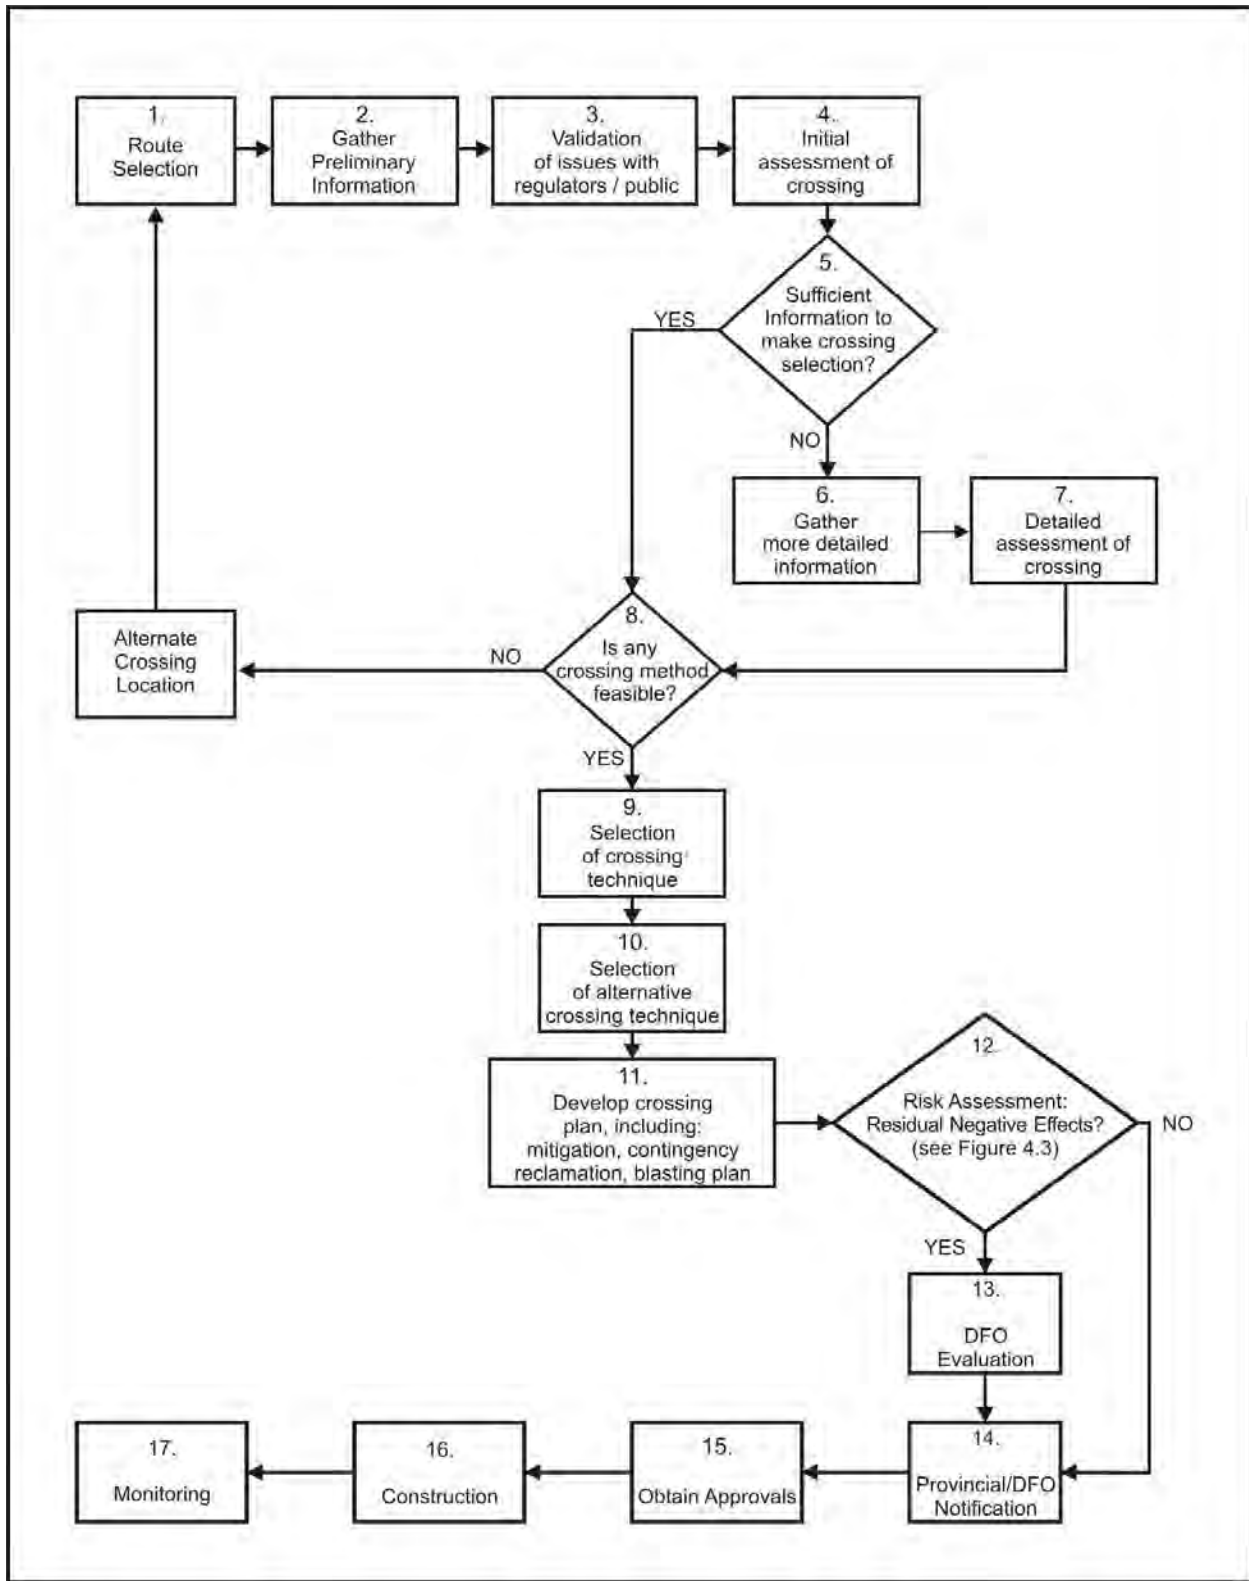 1.
Route
Selection
2.
Gather
Preliminary
Information
3.
Validation
of issues with
regulators / public
4.
Initial
assessment of
crossing
5.
Sufficient
Information to
make crossing
selection?
YES
NO
6.
Gather
more detailed
information
7.
Detailed
assessment of
crossing
8.
Is any
crossing method
feasible?
NO
Alternate
Crossing
Location
YES
9.
Selection
of crossing
technique
10.
Selection
of alternative
crossing technique
11.
Develop crossing
plan, including:
mitigation, contingency
reclamation, blasting plan
12.
Risk Assessment:
Residual Negative Effects?
(see Figure 4.3)
NO
YES
13.
DFO
Evaluation
14.
Provincial/DFO
Notification
15.
Obtain Approvals
16.
Construction
17.
Monitoring